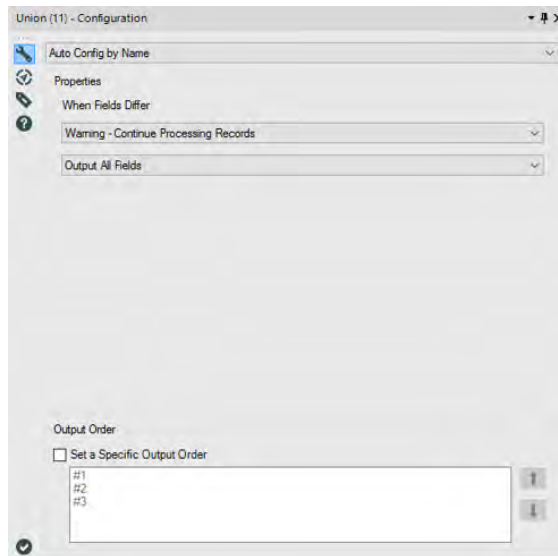 Union (11) - Configuration
Auto Config by Name
Properties
When Fields Differ
Warning - Continue Processing Records
Output All Fields
Output Order
Set a Specific Output Order
#1
#2
#3